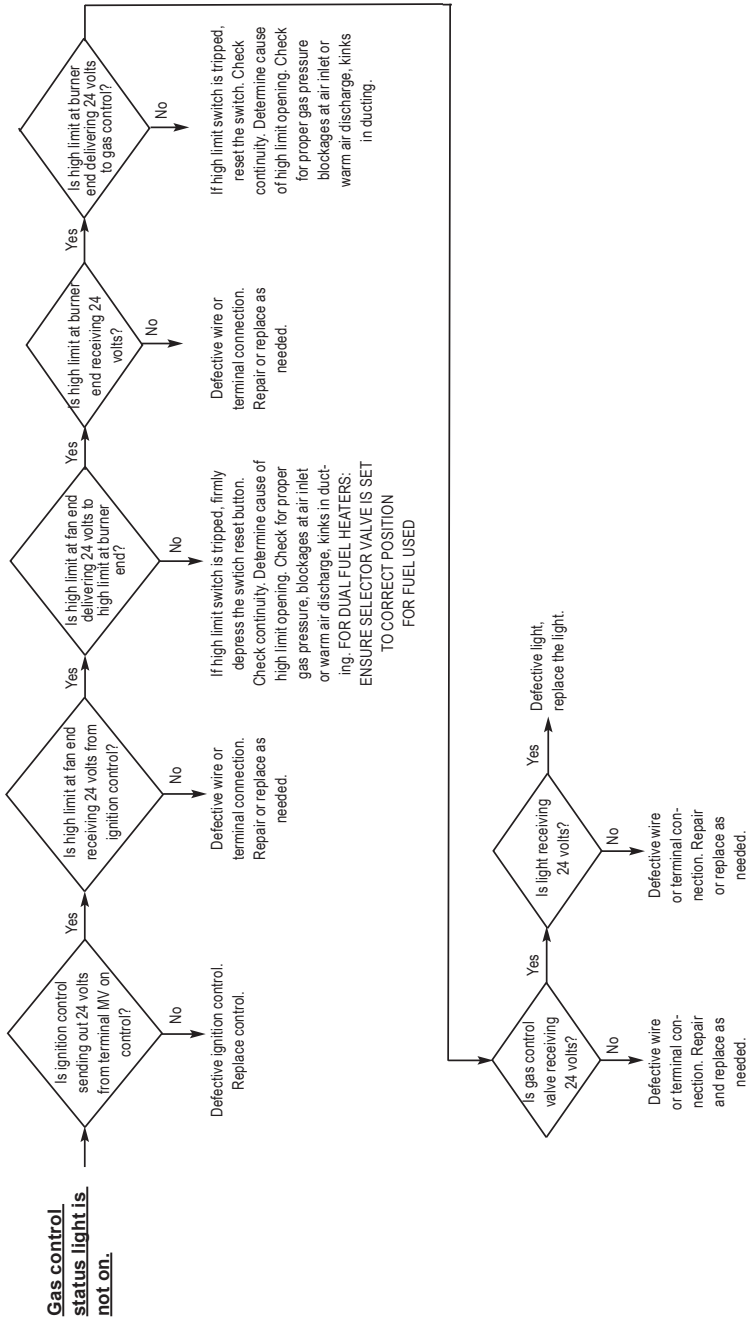 Gas control
status light is
not on.
Is ignition control
sending out 24 volts
from terminal MV on
control?
No
Defective ignition control.
Replace control.
Yes
Is high limit at fan end
receiving 24 volts from
ignition control?
No
Defective wire or
terminal connection.
Repair or replace as
needed.
Yes
Is high limit at fan end
delivering 24 volts to
high limit at burner
end?
No
If high limit switch is tripped, firmly
depress the swtich reset button.
Check continuity. Determine cause of
high limit opening. Check for proper
gas pressure, blockages at air inlet
or warm air discharge, kinks in duct-
ing. FOR DUAL FUEL HEATERS:
ENSURE SELECTOR VALVE IS SET
TO CORRECT POSITION
FOR FUEL USED
Yes
Is high limit at burner
end receiving 24
volts?
No
Defective wire or
terminal connection.
Repair or replace as
needed.
Yes
Is high limit at burner
end delivering 24 volts
to gas control?
No
If high limit switch is tripped,
reset the switch. Check
continuity. Determine cause
of high limit opening. Check
for proper gas pressure
blockages at air inlet or
warm air discharge, kinks
in ducting.
Is gas control
valve receiving
24 volts?
No
Defective wire
or terminal con-
nection. Repair
and replace as
needed.
Yes
Is light receiving
24 volts?
No
Defective wire
or terminal con-
nection. Repair
or replace as
needed.
Yes
Defective light,
replace the light.